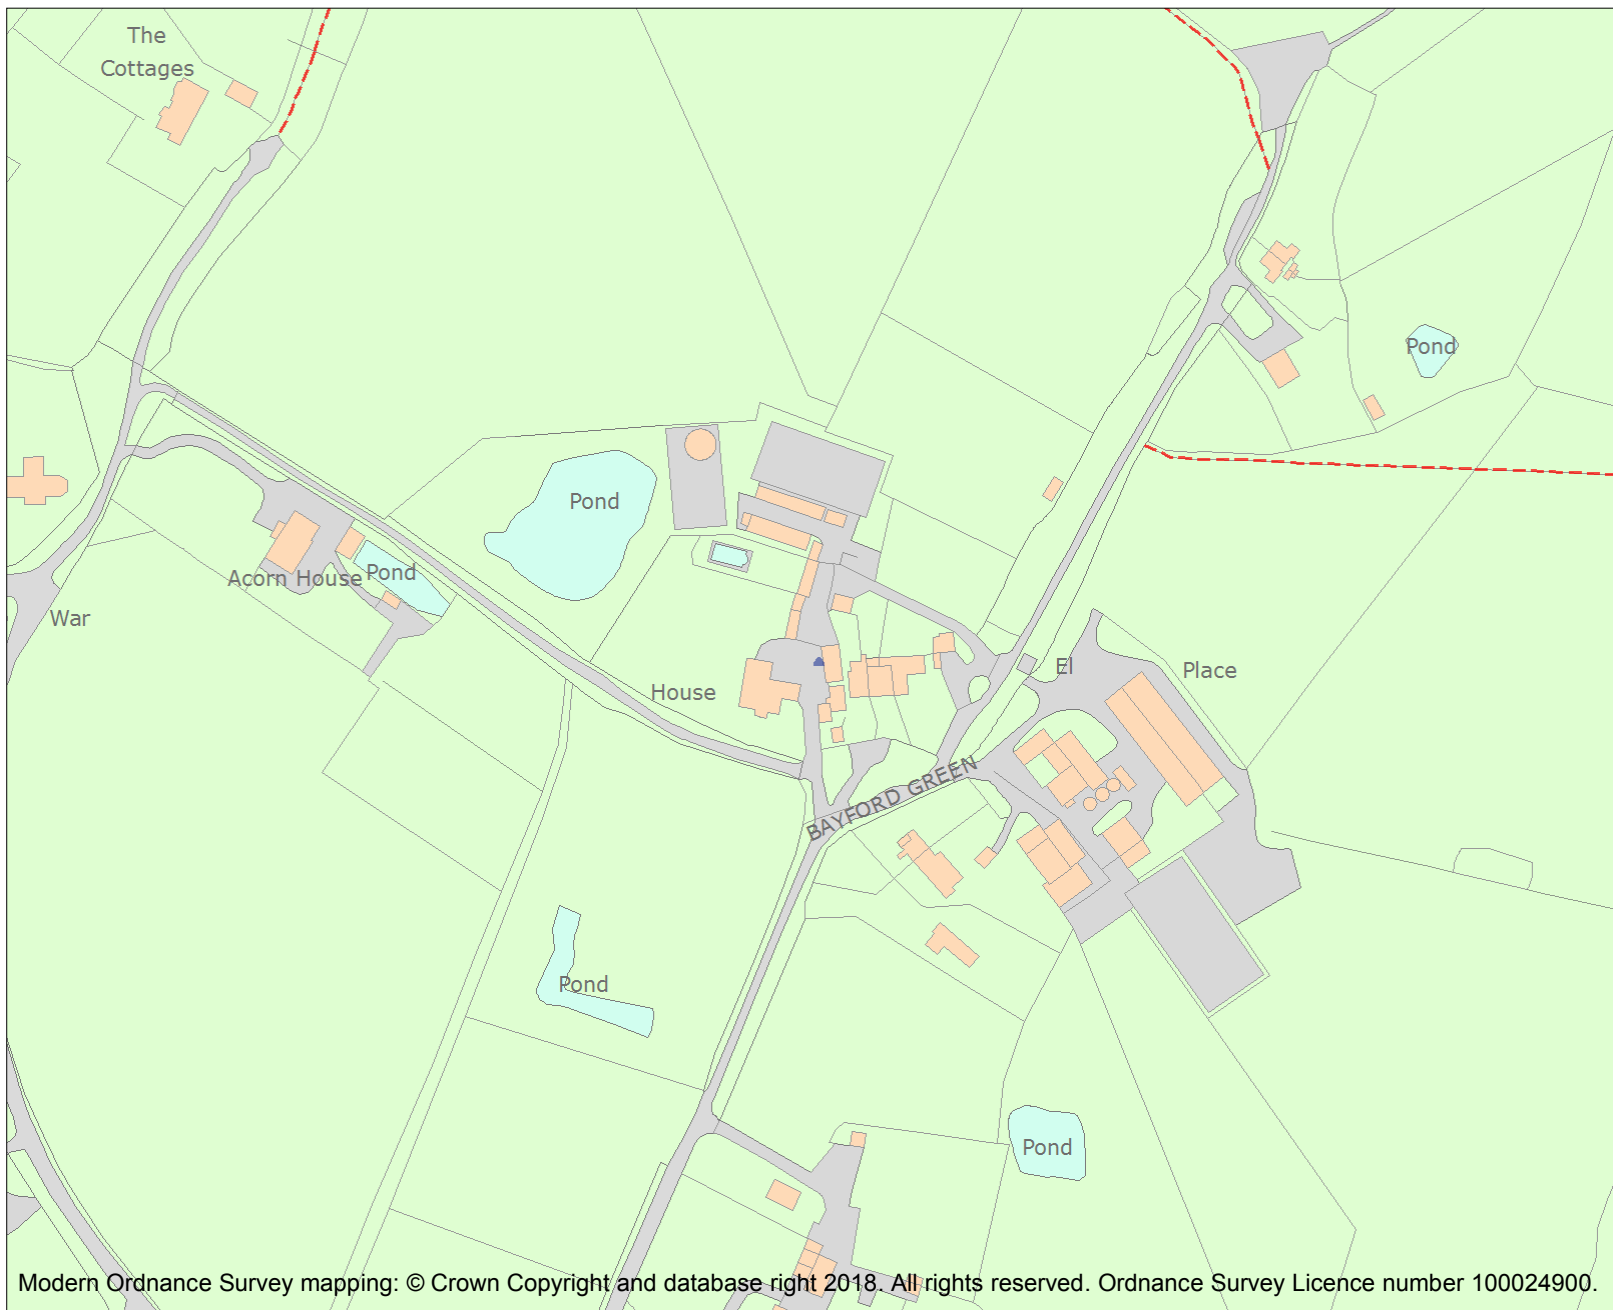 The
Cottages
Pond
Pond
Acorn House
Pond
War
El
Place
House
BAYFORD GREEN
Pond
Pond
Modern Ordnance Survey mapping: © Crown Copyright and database right 2018. All rights reserved. Ordnance Survey Licence number 100024900.